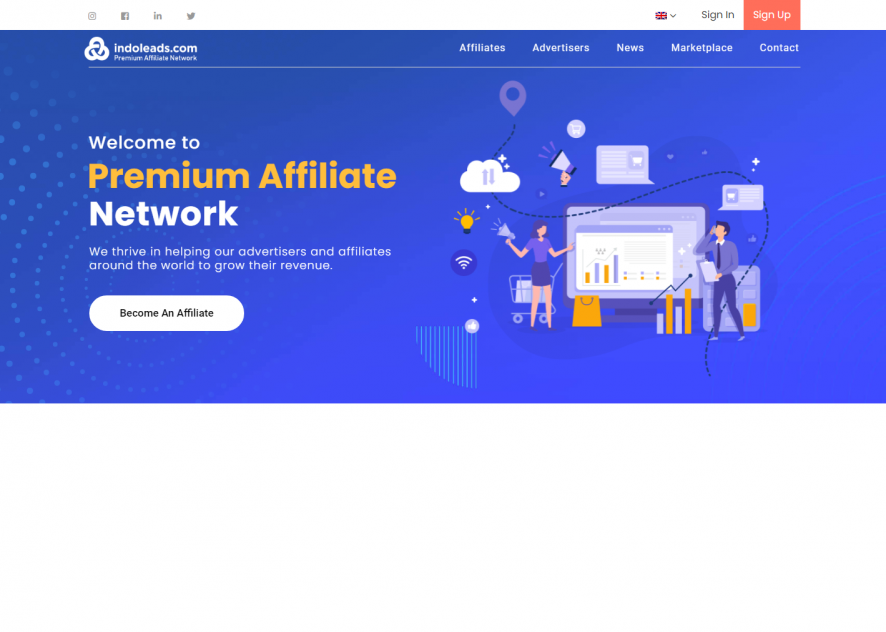 Sign In
Sign Up
indoleads.com
Premium Affiliate Network
Affiliates
Advertisers
News
Marketplace
Contact
Welcome to
Premium Affiliate
Network
We thrive in helping our advertisers and affiliates
around the world to grow their revenue.
Become An Affiliate